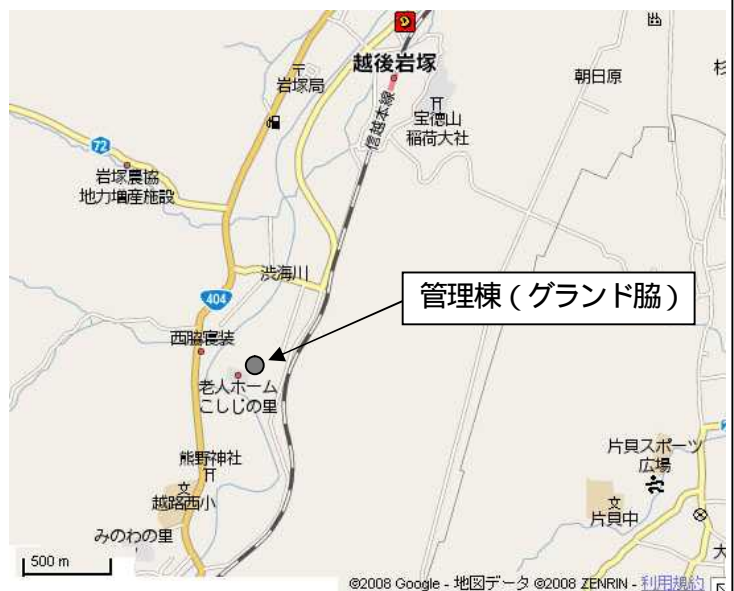 越後岩塚
岩塚局
信越本線
宝徳山
稲荷大社
朝日原
72
岩塚農協
地力増産施設
渋海川
404
管理棟(グランド脇)
西脇寝装
老人ホーム
こしじの里
熊野神社
文
越路西小
みのわの里
片貝スポーツ
広場
文
片貝中
500 m
©2008 Google - 地図データ ©2008 ZENRIN - 利用規約